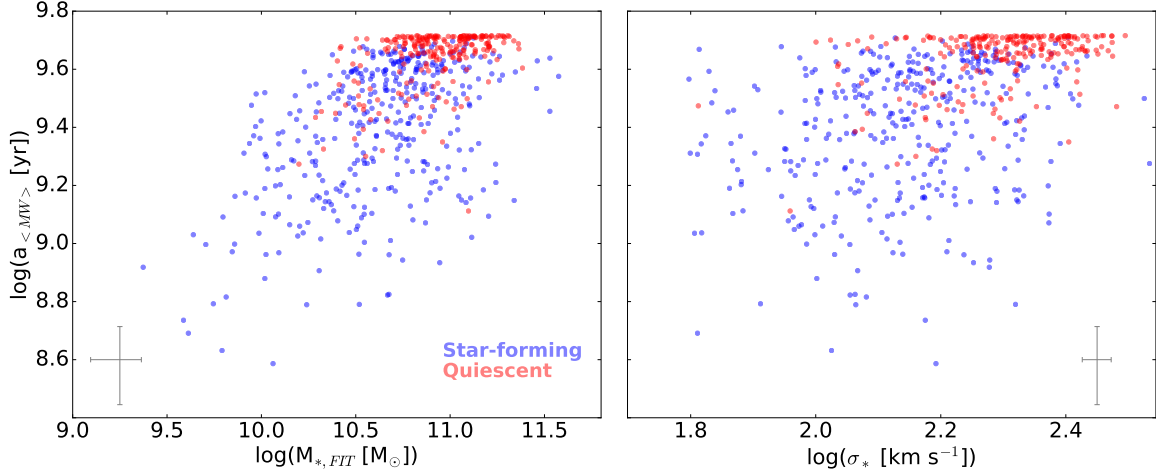 9.8
9.6
9.4
9.2
9.0
8.8
8.6
log(a<MW> [yr])
Star-forming
Quiescent
9.0 9.5 10.0 10.5 11.0 11.5
1.8 2.0 2.2 2.4
log(M*,FIT [M⊙])
log(σ* [km s⁻¹])